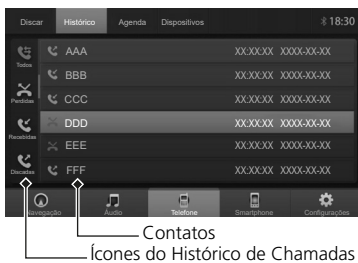 Discar Histórico Agenda Dispositivos 18:30
Todas
AAA XX:XX:XX XXXX-XX-XX
BBB XX:XX:XX XXXX-XX-XX
Perdidas
CCC XX:XX:XX XXXX-XX-XX
DDD XX:XX:XX XXXX-XX-XX
Recebidas
EEE XX:XX:XX XXXX-XX-XX
Discadas
FFF XX:XX:XX XXXX-XX-XX
Navegação Áudio Telefone Smartphone Configurações
Contatos
Ícones do Histórico de Chamadas